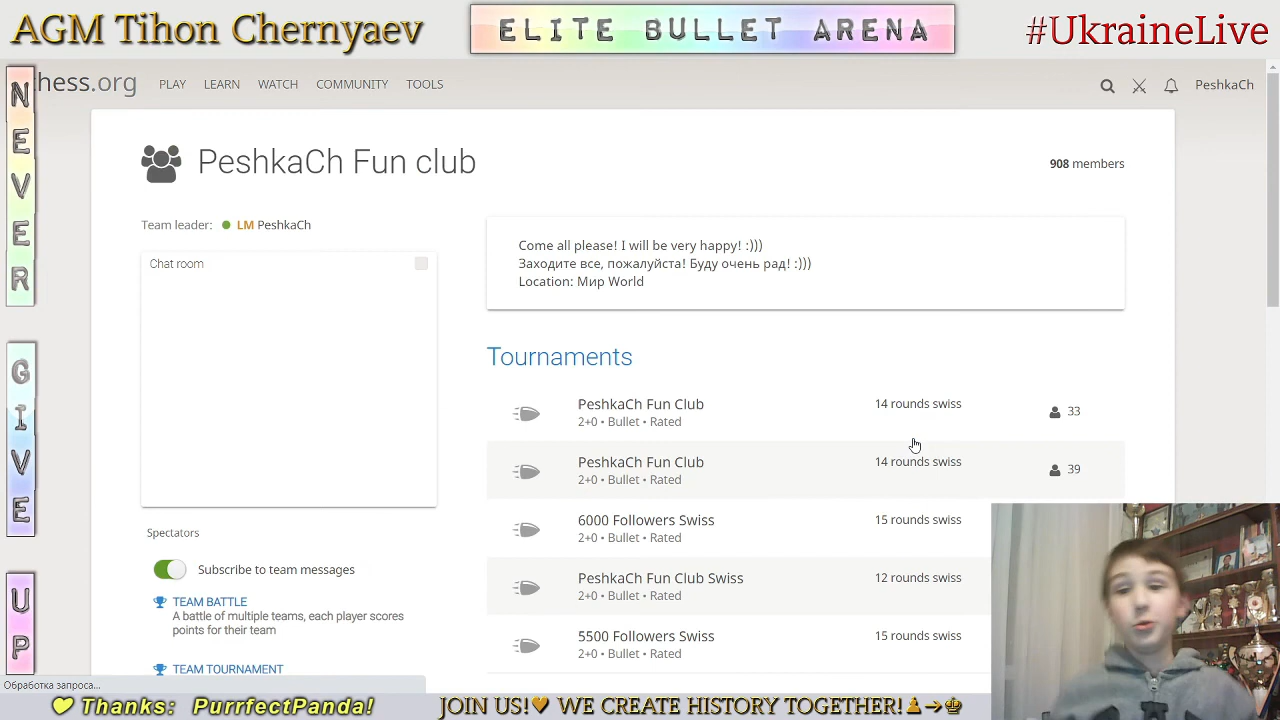 AGM Tihon Chernyaev
ELITE BULLET ARENA
#UkraineLive
NEVER
GIVE
UP
hess.org
PLAY LEARN WATCH COMMUNITY TOOLS
PeshkaCh
PeshkaCh Fun club
908 members
Team leader: LM PeshkaCh
Chat room
Come all please! I will be very happy! :)))
Заходите все, пожалуйста! Буду очень рад! :)))
Location: Мир World
Tournaments
PeshkaCh Fun Club 14 rounds swiss 33
2+0 • Bullet • Rated
PeshkaCh Fun Club 14 rounds swiss 39
2+0 • Bullet • Rated
6000 Followers Swiss 15 rounds swiss
2+0 • Bullet • Rated
PeshkaCh Fun Club Swiss 12 rounds swiss
2+0 • Bullet • Rated
5500 Followers Swiss 15 rounds swiss
2+0 • Bullet • Rated
Spectators
Subscribe to team messages
TEAM BATTLE
A battle of multiple teams, each player scores
points for their team
TEAM TOURNAMENT
Обработка запроса...
Thanks: PurrfectPanda!
JOIN US! WE CREATE HISTORY TOGETHER!